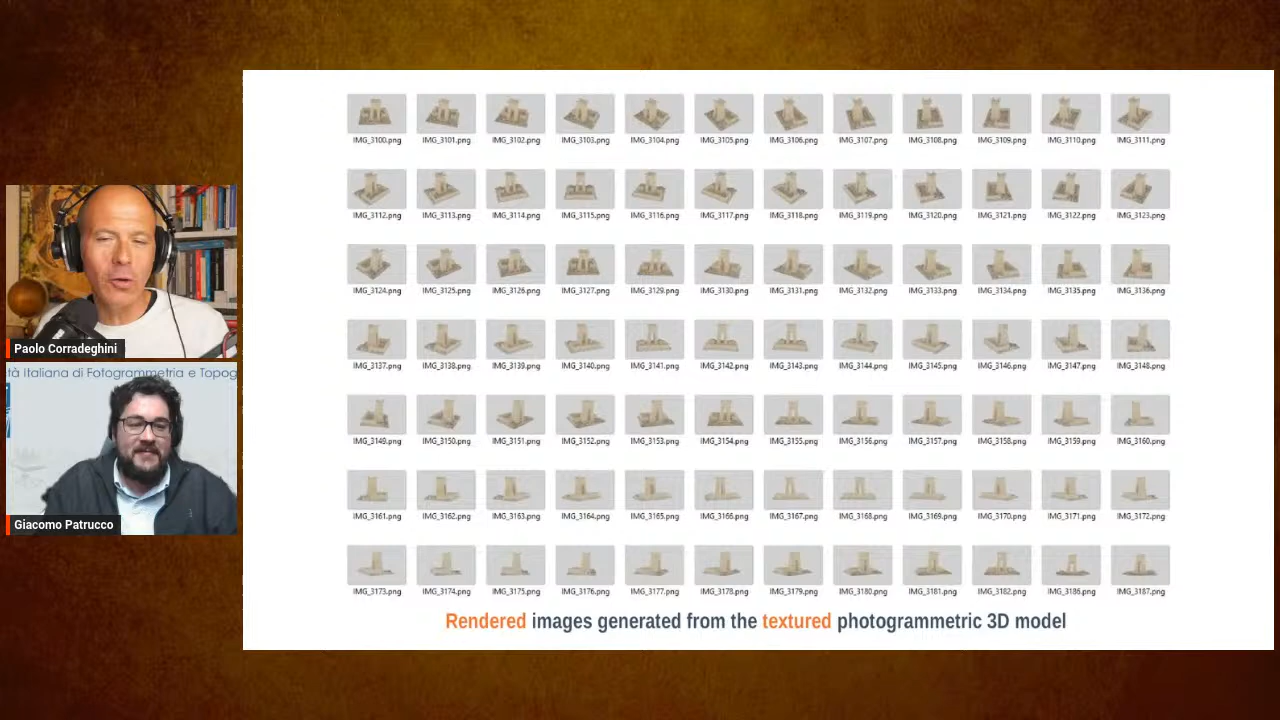 IMG_3100.png IMG_3101.png IMG_3102.png IMG_3103.png IMG_3104.png IMG_3105.png IMG_3106.png IMG_3107.png IMG_3108.png IMG_3109.png IMG_3110.png IMG_3111.png
IMG_3112.png IMG_3113.png IMG_3114.png IMG_3115.png IMG_3116.png IMG_3117.png IMG_3118.png IMG_3119.png IMG_3120.png IMG_3121.png IMG_3122.png IMG_3123.png
IMG_3124.png IMG_3125.png IMG_3126.png IMG_3127.png IMG_3129.png IMG_3130.png IMG_3131.png IMG_3132.png IMG_3133.png IMG_3134.png IMG_3135.png IMG_3136.png
IMG_3137.png IMG_3138.png IMG_3139.png IMG_3140.png IMG_3141.png IMG_3142.png IMG_3143.png IMG_3144.png IMG_3145.png IMG_3146.png IMG_3147.png IMG_3148.png
IMG_3149.png IMG_3150.png IMG_3151.png IMG_3152.png IMG_3153.png IMG_3154.png IMG_3155.png IMG_3156.png IMG_3157.png IMG_3158.png IMG_3159.png IMG_3160.png
IMG_3161.png IMG_3162.png IMG_3163.png IMG_3164.png IMG_3165.png IMG_3166.png IMG_3167.png IMG_3168.png IMG_3169.png IMG_3170.png IMG_3171.png IMG_3172.png
IMG_3173.png IMG_3174.png IMG_3175.png IMG_3176.png IMG_3177.png IMG_3178.png IMG_3179.png IMG_3180.png IMG_3181.png IMG_3182.png IMG_3186.png IMG_3187.png
Rendered images generated from the textured photogrammetric 3D model
Paolo Corradeghini
tà Italiana di Fotogrammetria e Topog
Giacomo Patrucco